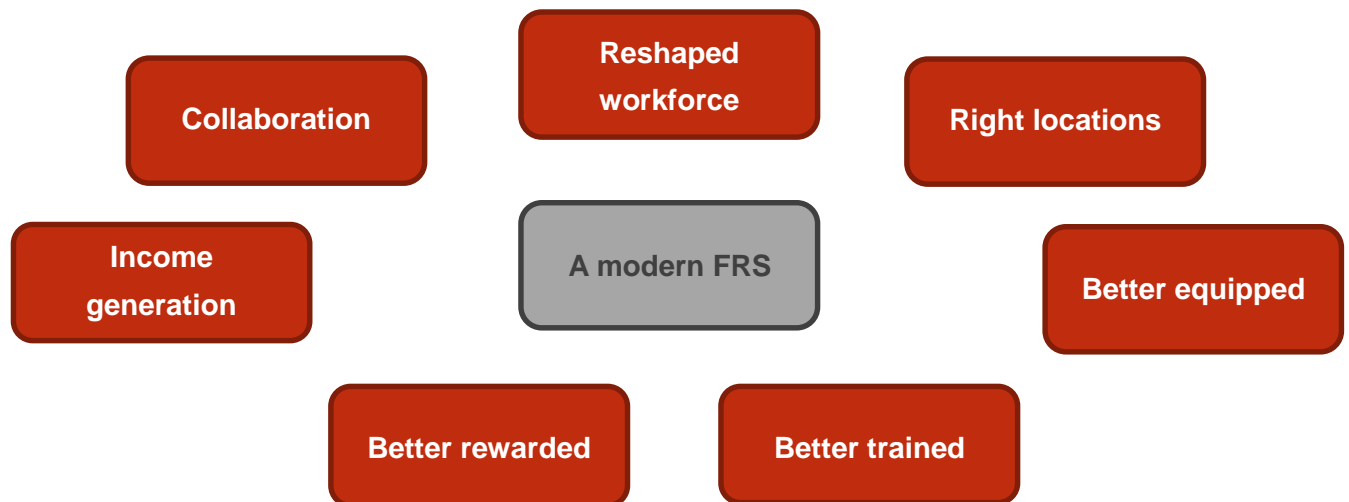 Reshaped
workforce
Collaboration
Right locations
Income
generation
A modern FRS
Better equipped
Better rewarded
Better trained